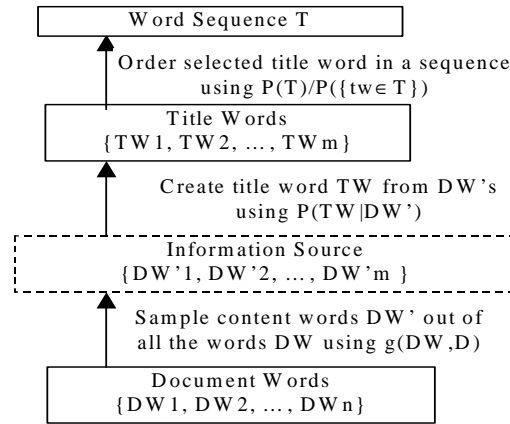 Word Sequence T
Order selected title word in a sequence
using P(T)/P({tw∈T})
Title Words
{TW1, TW2, ..., TWm}
Create title word TW from DW's
using P(TW|DW')
Information Source
{DW'1, DW'2, ..., DW'm }
Sample content words DW' out of
all the words DW using g(DW,D)
Document Words
{DW1, DW2, ..., DWn}